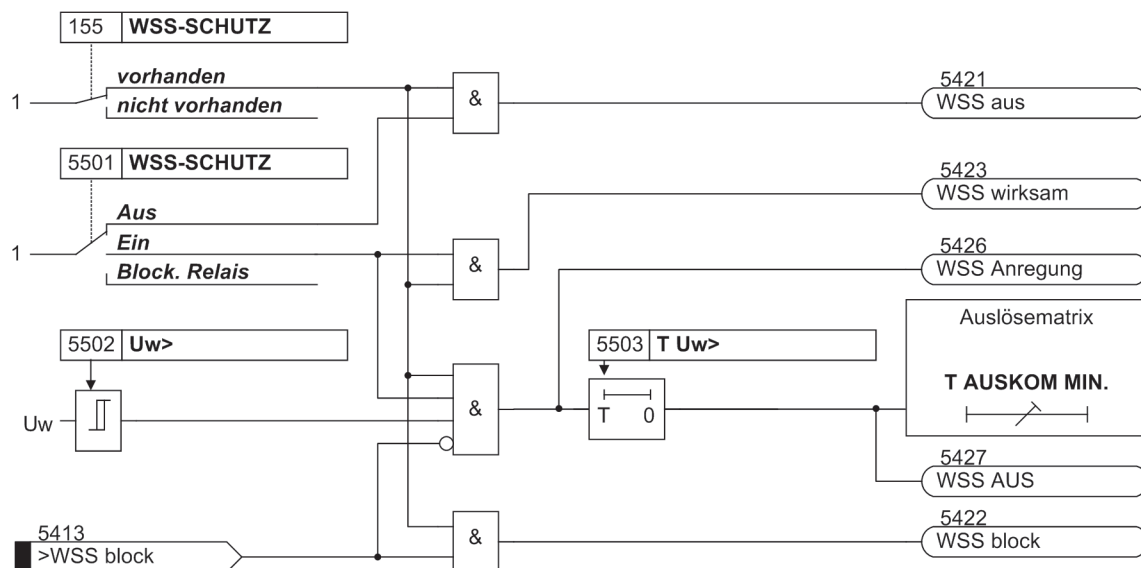 155 WSS-SCHUTZ
vorhanden
1
nicht vorhanden
&
5421
WSS aus
5501 WSS-SCHUTZ
Aus
1
Ein
Block. Relais
&
5423
WSS wirksam
5426
WSS Anregung
5502 Uw>
Uw
&
5503 T Uw>
T 0
Auslösematrix
T AUSKOM MIN.
5427
WSS AUS
5413
>WSS block
&
5422
WSS block